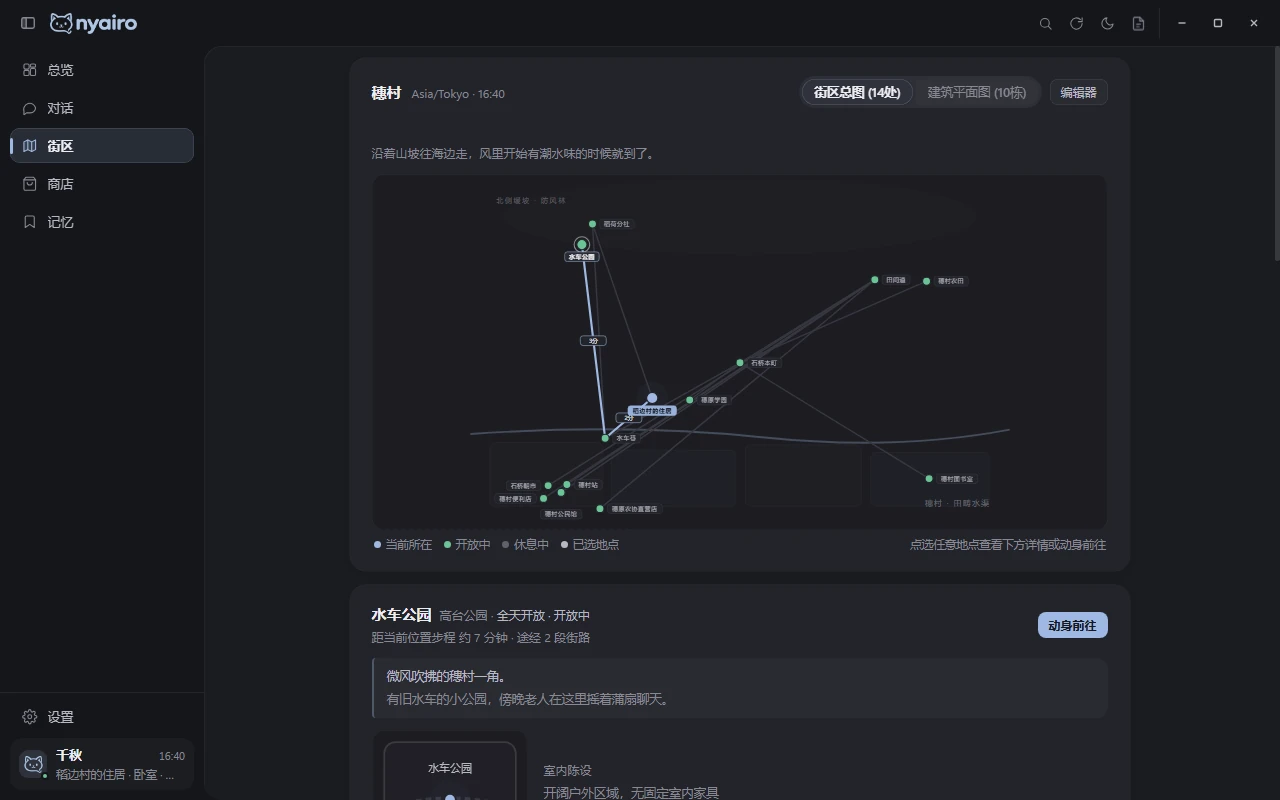 nyairo
总览
对话
街区
商店
记忆
设置
千秋 16:40
稻边村的住居 · 卧室 · ...
穗村 Asia/Tokyo · 16:40
街区总图 (14处) 建筑平面图 (10栋) 编辑器
沿着山坡往海边走，风里开始有潮水味的时候就到了。
北侧暖坡 · 防风林
稻荷分社
水车公园
田间道
穗村农田
3分
石桥本町
穗原学园
稻边村的住居
2分
水车巷
石桥朝市
穗村站
穗村便利店
穗村公民馆
穗原农协直营店
穗村图书室
穗村 · 田畴水渠
当前所在 开放中 休息中 已选地点
点选任意地点查看下方详情或动身前往
水车公园 高台公园 · 全天开放 · 开放中
动身前往
距当前位置步程 约 7 分钟 · 途经 2 段街路
微风吹拂的穗村一角。
有旧水车的小公园，傍晚老人在这里摇着蒲扇聊天。
水车公园
室内陈设
开阔户外区域，无固定室内家具